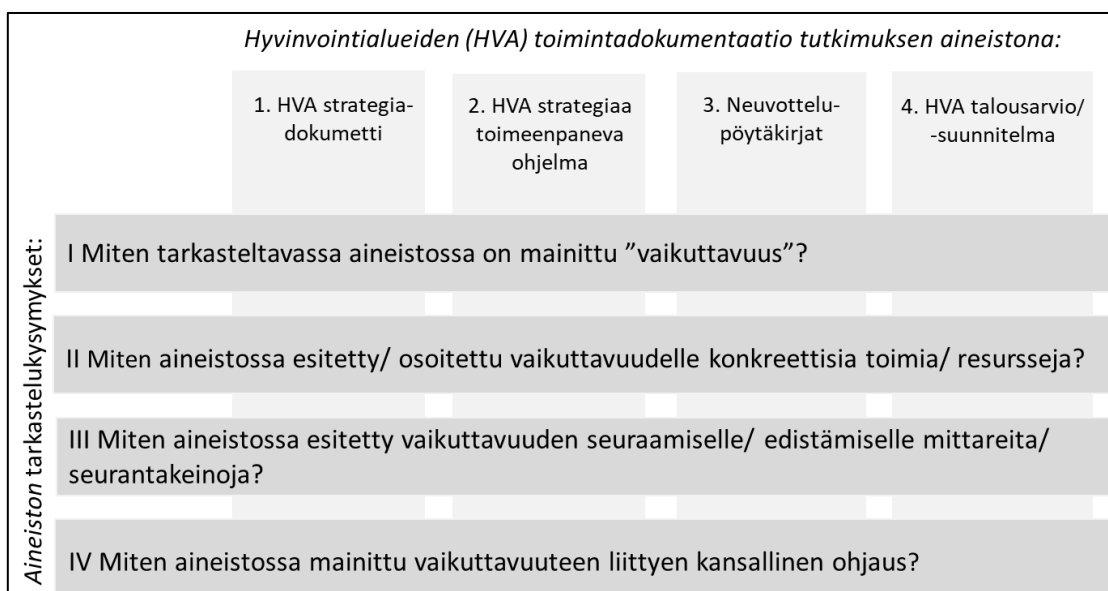 Hyvinvointialueiden (HVA) toimintadokumentaatio tutkimuksen aineistona:
1. HVA strategia-
dokumetti
2. HVA strategiaa
toimeenpaneva
ohjelma
3. Neuvottelu-
pöytäkirjat
4. HVA talousarvio/
-suunnitelma
Aineiston tarkastelukysymykset:
I Miten tarkasteltavassa aineistossa on mainittu ”vaikuttavuus”?
II Miten aineistossa esitetty/ osoitettu vaikuttavuudelle konkreettisia toimia/ resursseja?
III Miten aineistossa esitetty vaikuttavuuden seuraamiselle/ edistämiselle mittareita/
seurantakeinoja?
IV Miten aineistossa mainittu vaikuttavuuteen liittyen kansallinen ohjaus?